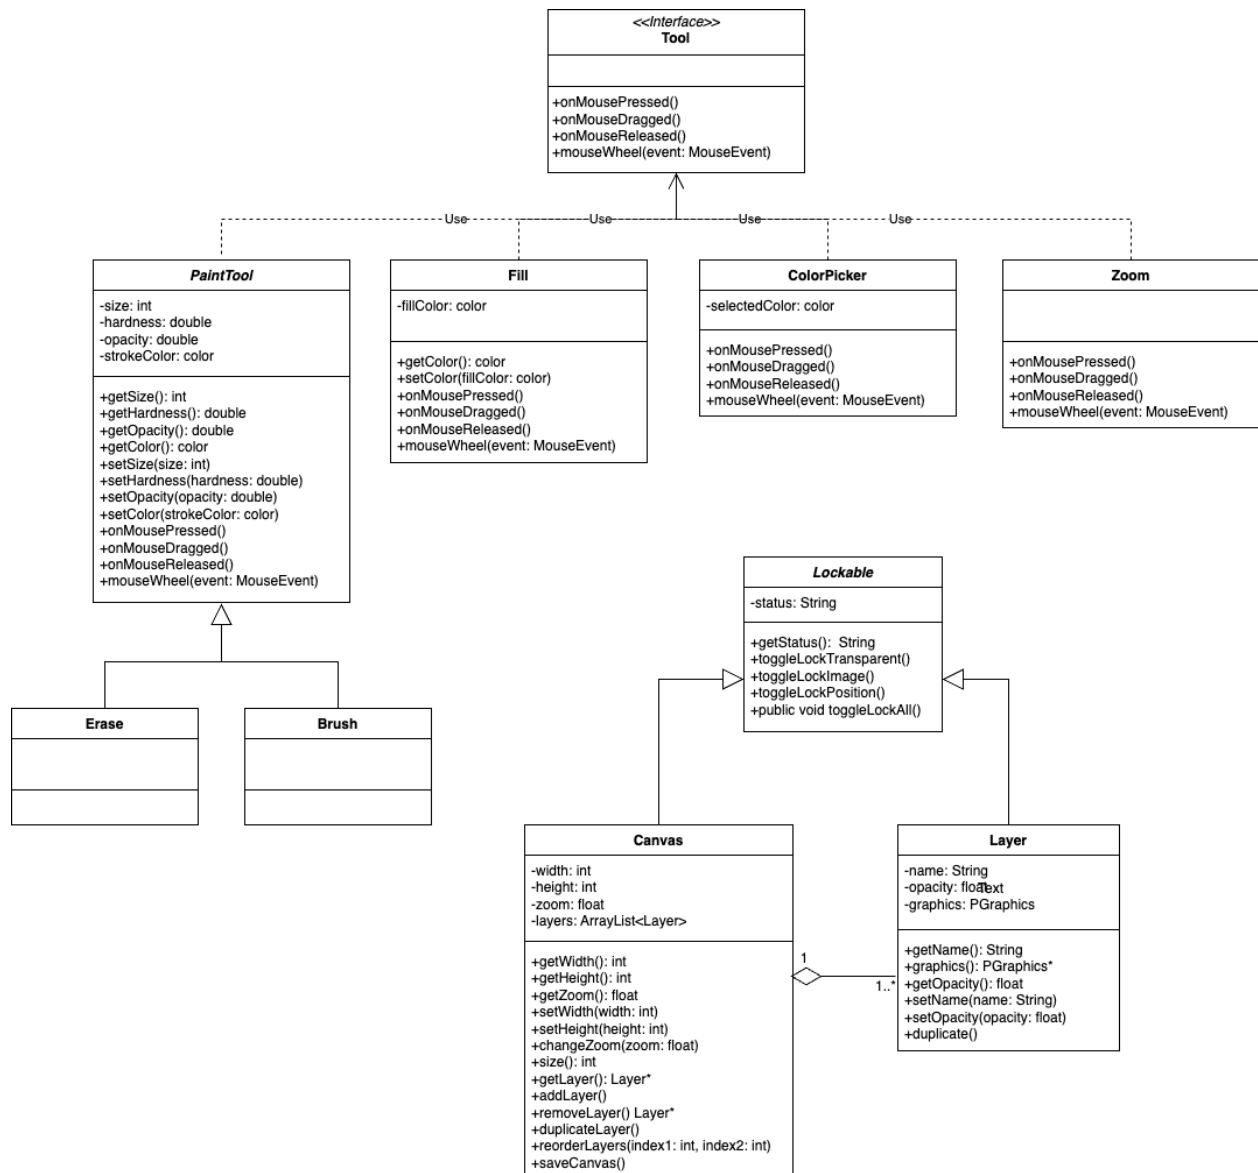 <<Interface>>
Tool
+onMousePressed()
+onMouseDragged()
+onMouseReleased()
+mouseWheel(event: MouseEvent)
Use
Use
Use
Use
PaintTool
-size: int
-hardness: double
-opacity: double
-strokeColor: color
+getSize(): int
+getHardness(): double
+getOpacity(): double
+getColor(): color
+setSize(size: int)
+setHardness(hardness: double)
+setOpacity(opacity: double)
+setColor(strokeColor: color)
+onMousePressed()
+onMouseDragged()
+onMouseReleased()
+mouseWheel(event: MouseEvent)
Fill
-fillColor: color
+getColor(): color
+setColor(fillColor: color)
+onMousePressed()
+onMouseDragged()
+onMouseReleased()
+mouseWheel(event: MouseEvent)
ColorPicker
-selectedColor: color
+onMousePressed()
+onMouseDragged()
+onMouseReleased()
+mouseWheel(event: MouseEvent)
Zoom
+onMousePressed()
+onMouseDragged()
+onMouseReleased()
+mouseWheel(event: MouseEvent)
Erase
Brush
Lockable
-status: String
+getStatus(): String
+toggleLockTransparent()
+toggleLockImage()
+toggleLockPosition()
+public void toggleLockAll()
Canvas
-width: int
-height: int
-zoom: float
-layers: ArrayList<Layer>
+getWidth(): int
+getHeight(): int
+getZoom(): float
+setWidth(width: int)
+setHeight(height: int)
+changeZoom(zoom: float)
+size(): int
+getLayer(): Layer*
+addLayer()
+removeLayer() Layer*
+duplicateLayer()
+reorderLayers(index1: int, index2: int)
+saveCanvas()
1
1..*
Layer
-name: String
-opacity: float
Text
-graphics: PGraphics
+getName(): String
+graphics(): PGraphics*
+getOpacity(): float
+setName(name: String)
+setOpacity(opacity: float)
+duplicate()